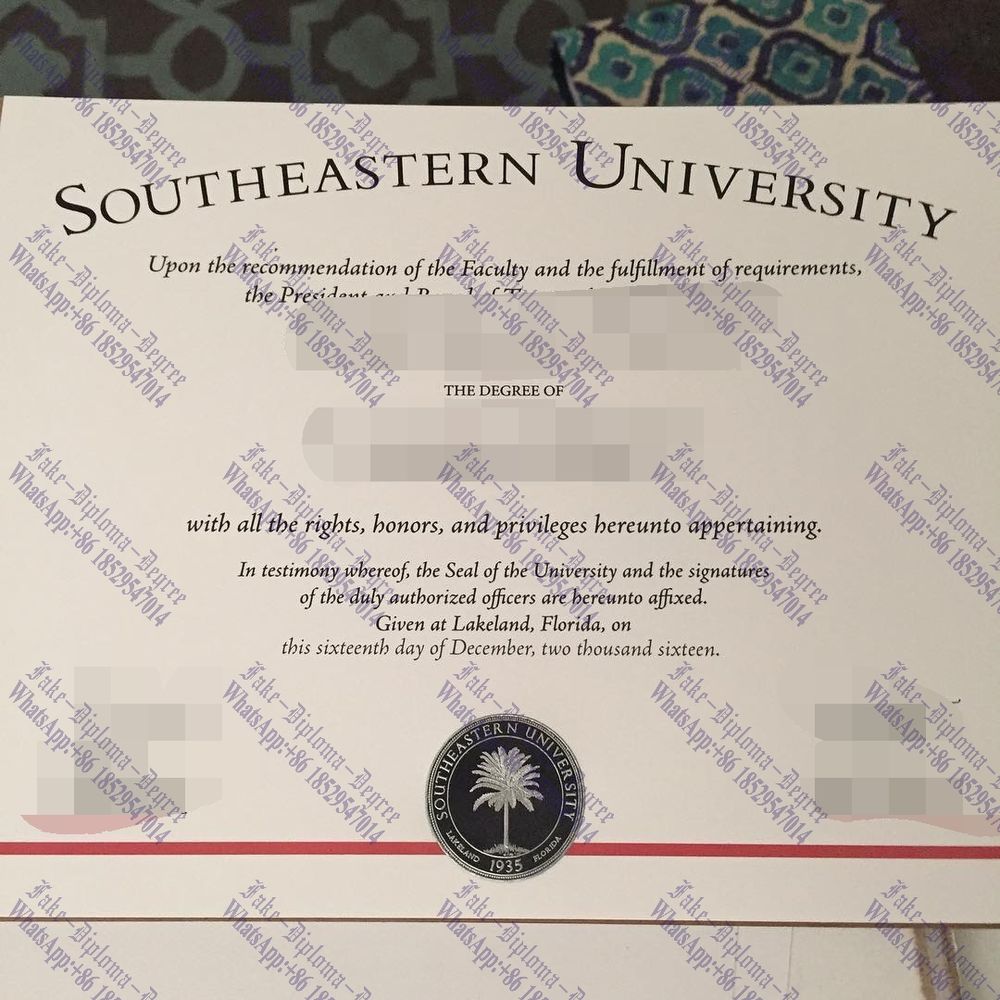 SOUTHEASTERN UNIVERSITY
Upon the recommendation of the Faculty and the fulfillment of requirements,
the President and Board of
THE DEGREE OF
with all the rights, honors, and privileges hereunto appertaining.
In testimony whereof, the Seal of the University and the signatures
of the duly authorized officers are hereunto affixed.
Given at Lakeland, Florida, on
this sixteenth day of December, two thousand sixteen.
SOUTHEASTERN UNIVERSITY
LAKELAND 1935 FLORIDA
Fake-Diploma-Degree
WhatsApp:+86 18529547014